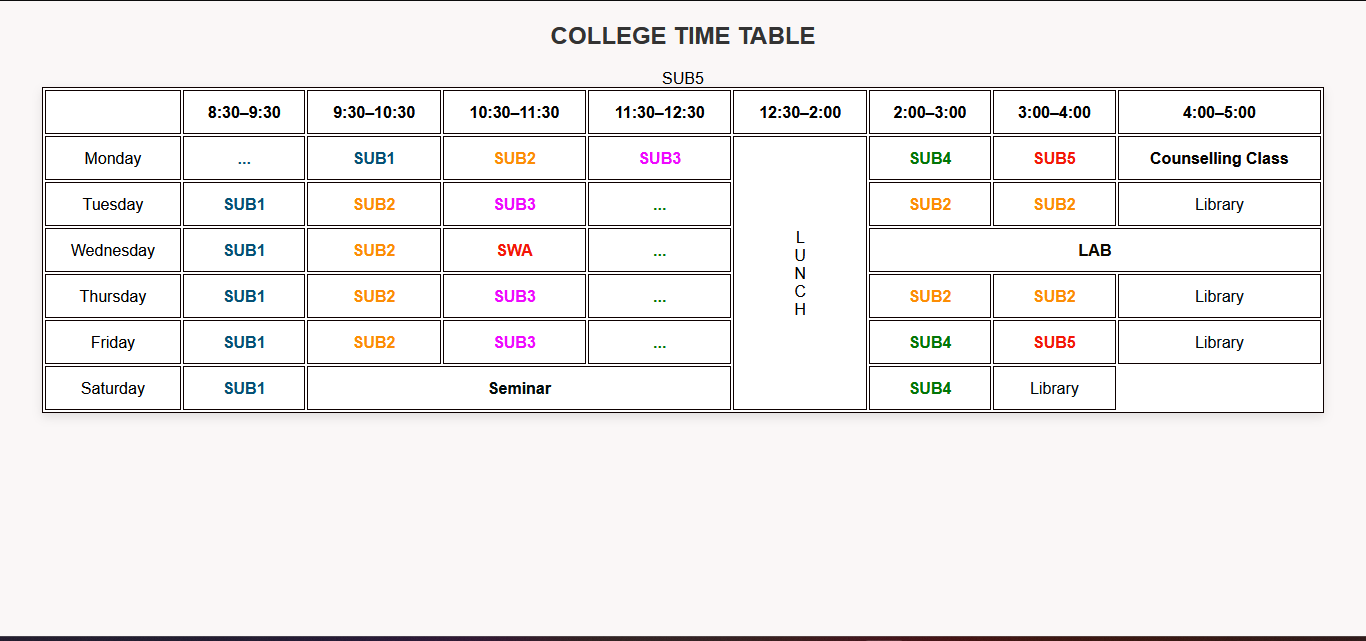 COLLEGE TIME TABLE
SUB5
8:30–9:30 9:30–10:30 10:30–11:30 11:30–12:30 12:30–2:00 2:00–3:00 3:00–4:00 4:00–5:00
Monday ... SUB1 SUB2 SUB3 SUB4 SUB5 Counselling Class
Tuesday SUB1 SUB2 SUB3 ... SUB2 SUB2 Library
Wednesday SUB1 SUB2 SWA ... LAB
L
U
N
C
H
Thursday SUB1 SUB2 SUB3 ... SUB2 SUB2 Library
Friday SUB1 SUB2 SUB3 ... SUB4 SUB5 Library
Saturday SUB1 Seminar SUB4 Library